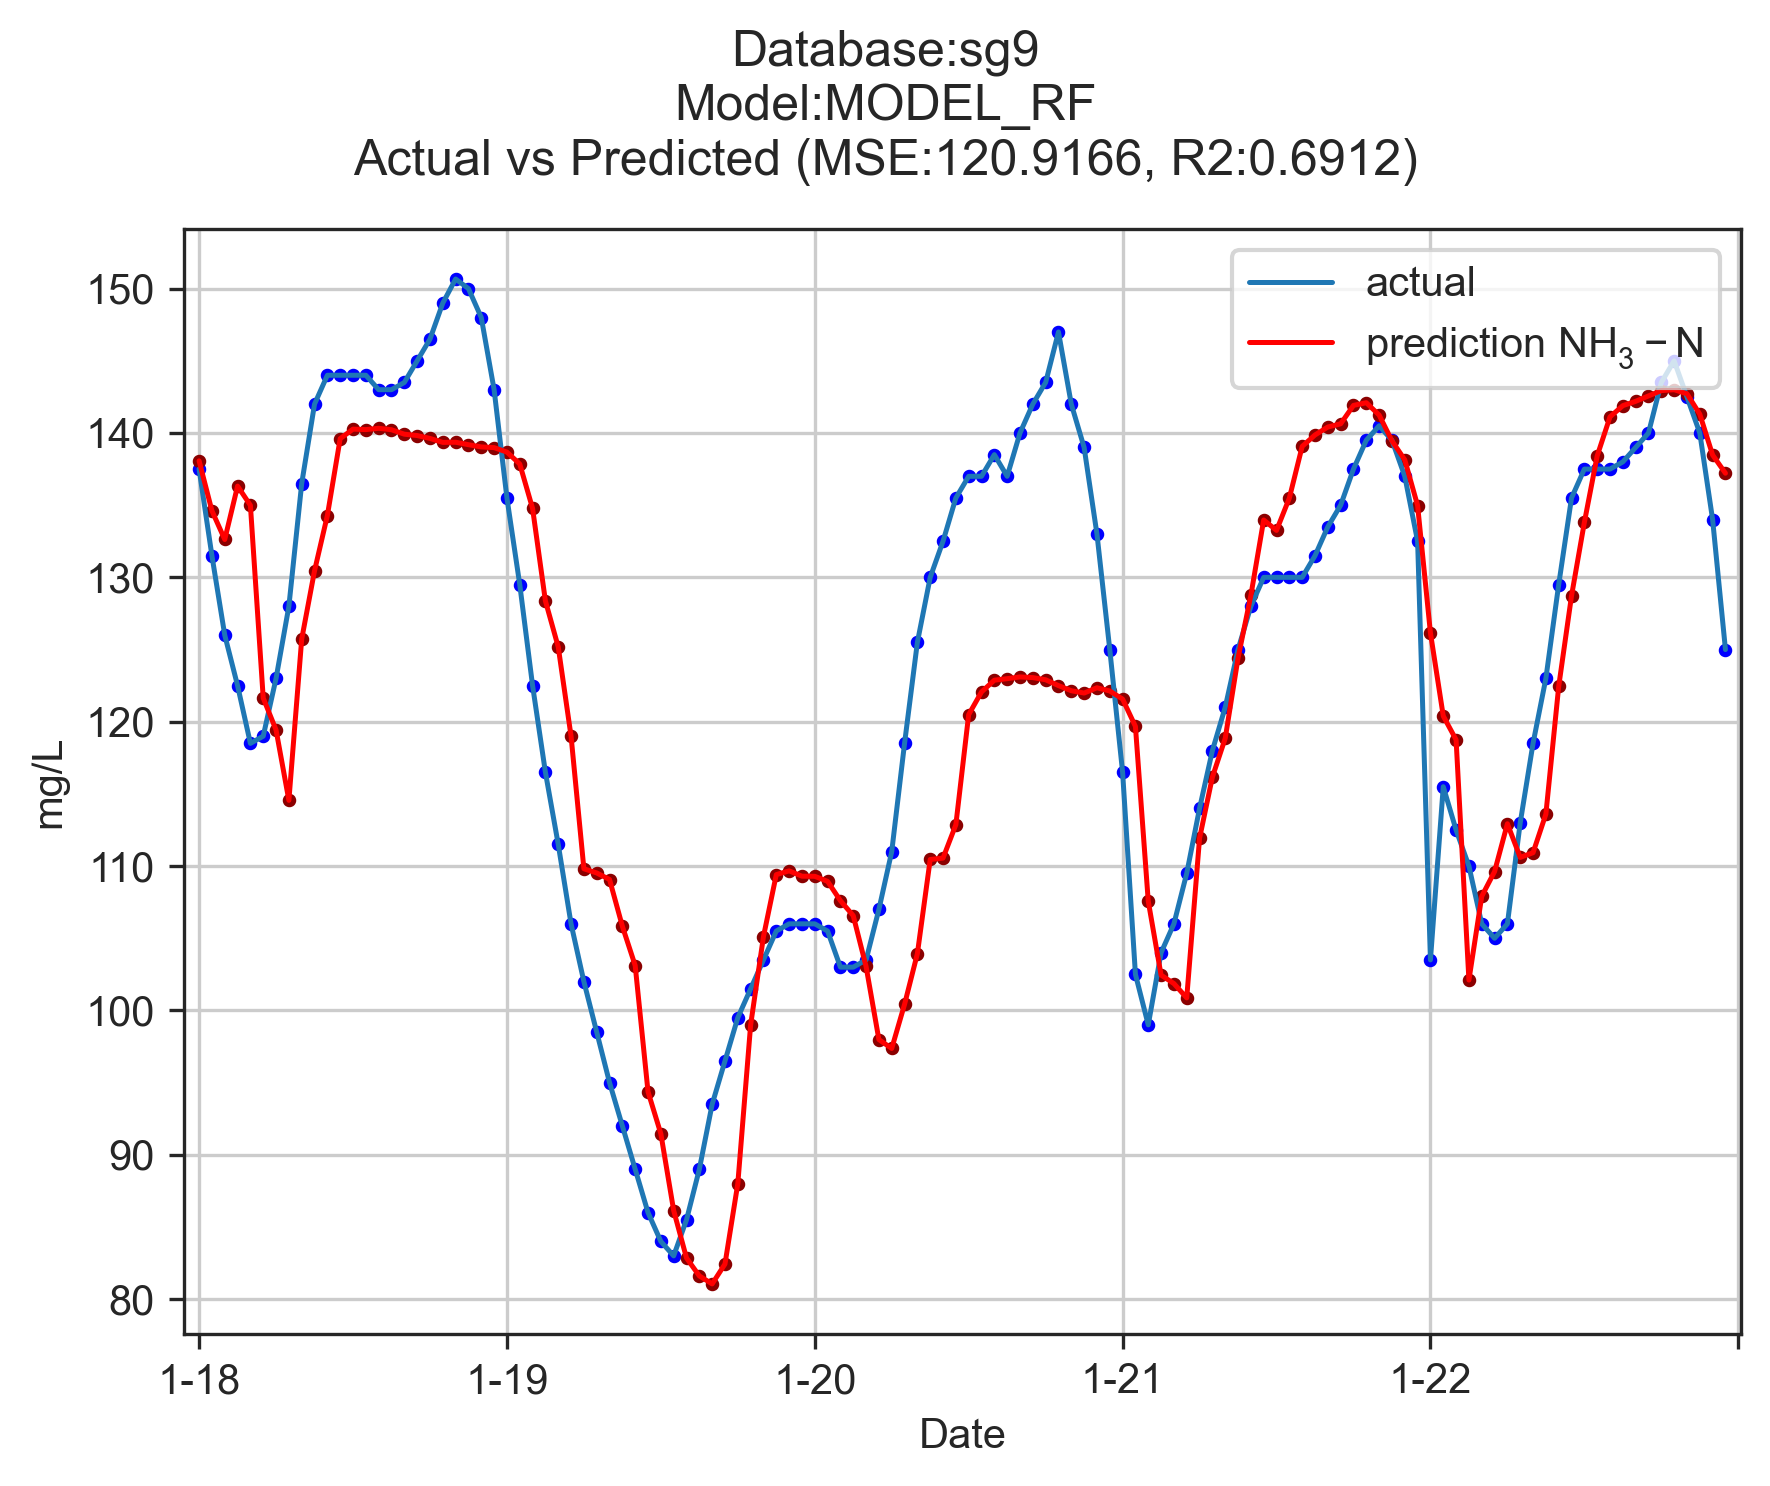 Database:sg9
Model:MODEL_RF
Actual vs Predicted (MSE:120.9166, R2:0.6912)
actual
prediction NH₃ − N
150
140
130
120
110
100
90
80
mg/L
1-18 1-19 1-20 1-21 1-22
Date